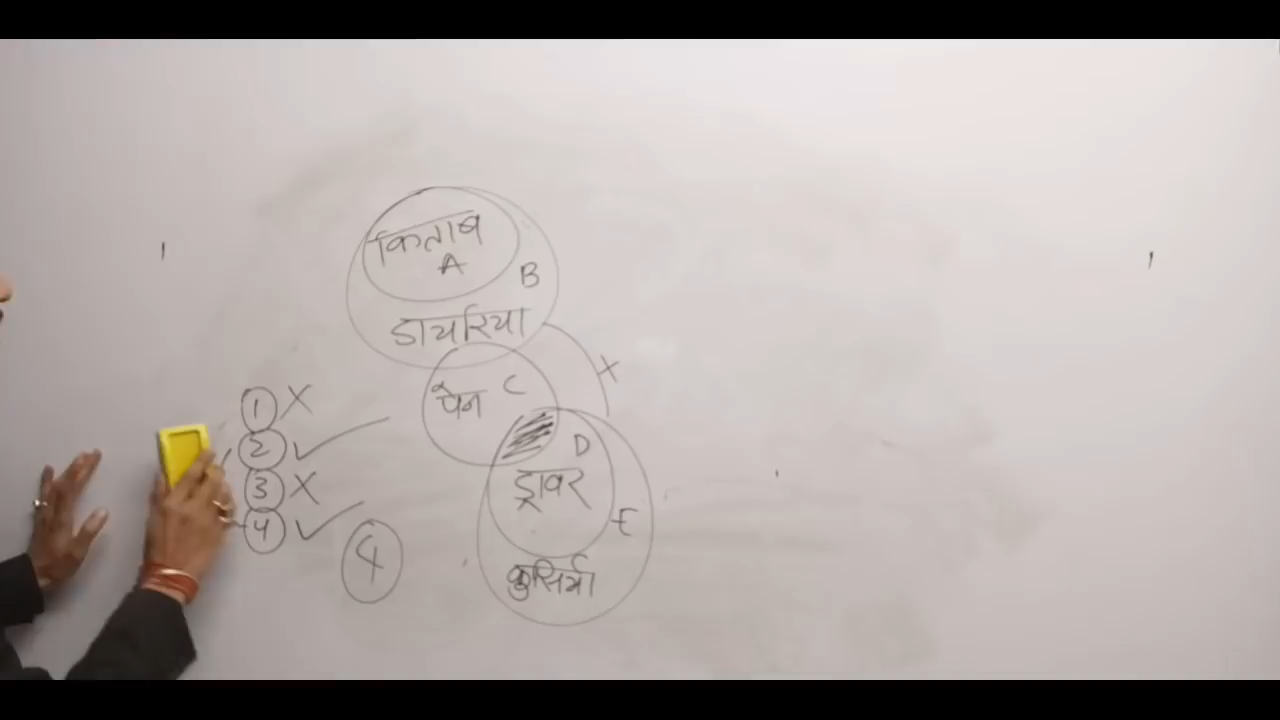 किताब
A
B
डायरिया
पेन C
X
D
ड्रावर
E
कुर्सिया
1 X
2 ✓
3 X
4 ✓
4